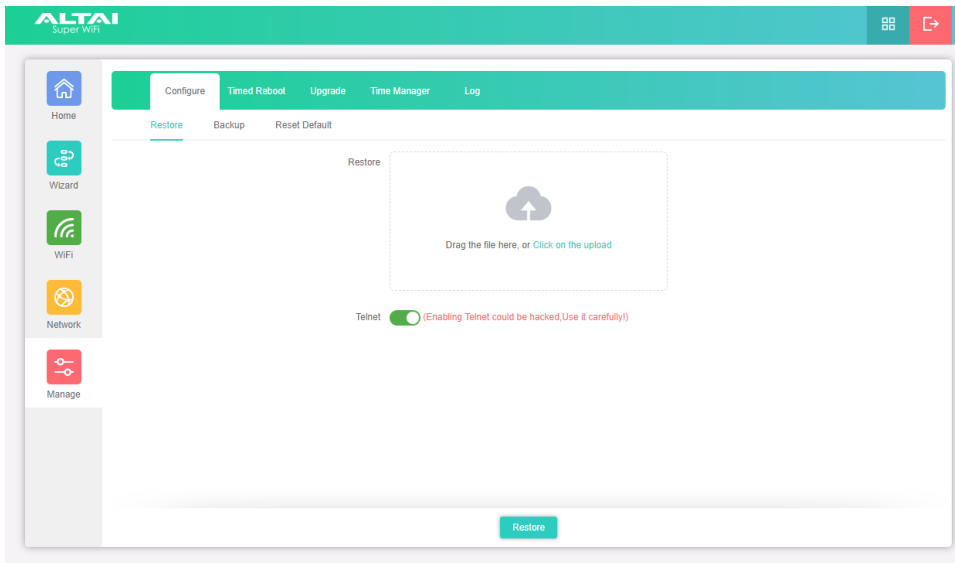 ALTAI
Super WiFi
Home
Wizard
WiFi
Network
Manage
Configure Timed Reboot Upgrade Time Manager Log
Restore Backup Reset Default
Restore
Drag the file here, or Click on the upload
Telnet (Enabling Telnet could be hacked,Use it carefully!)
Restore